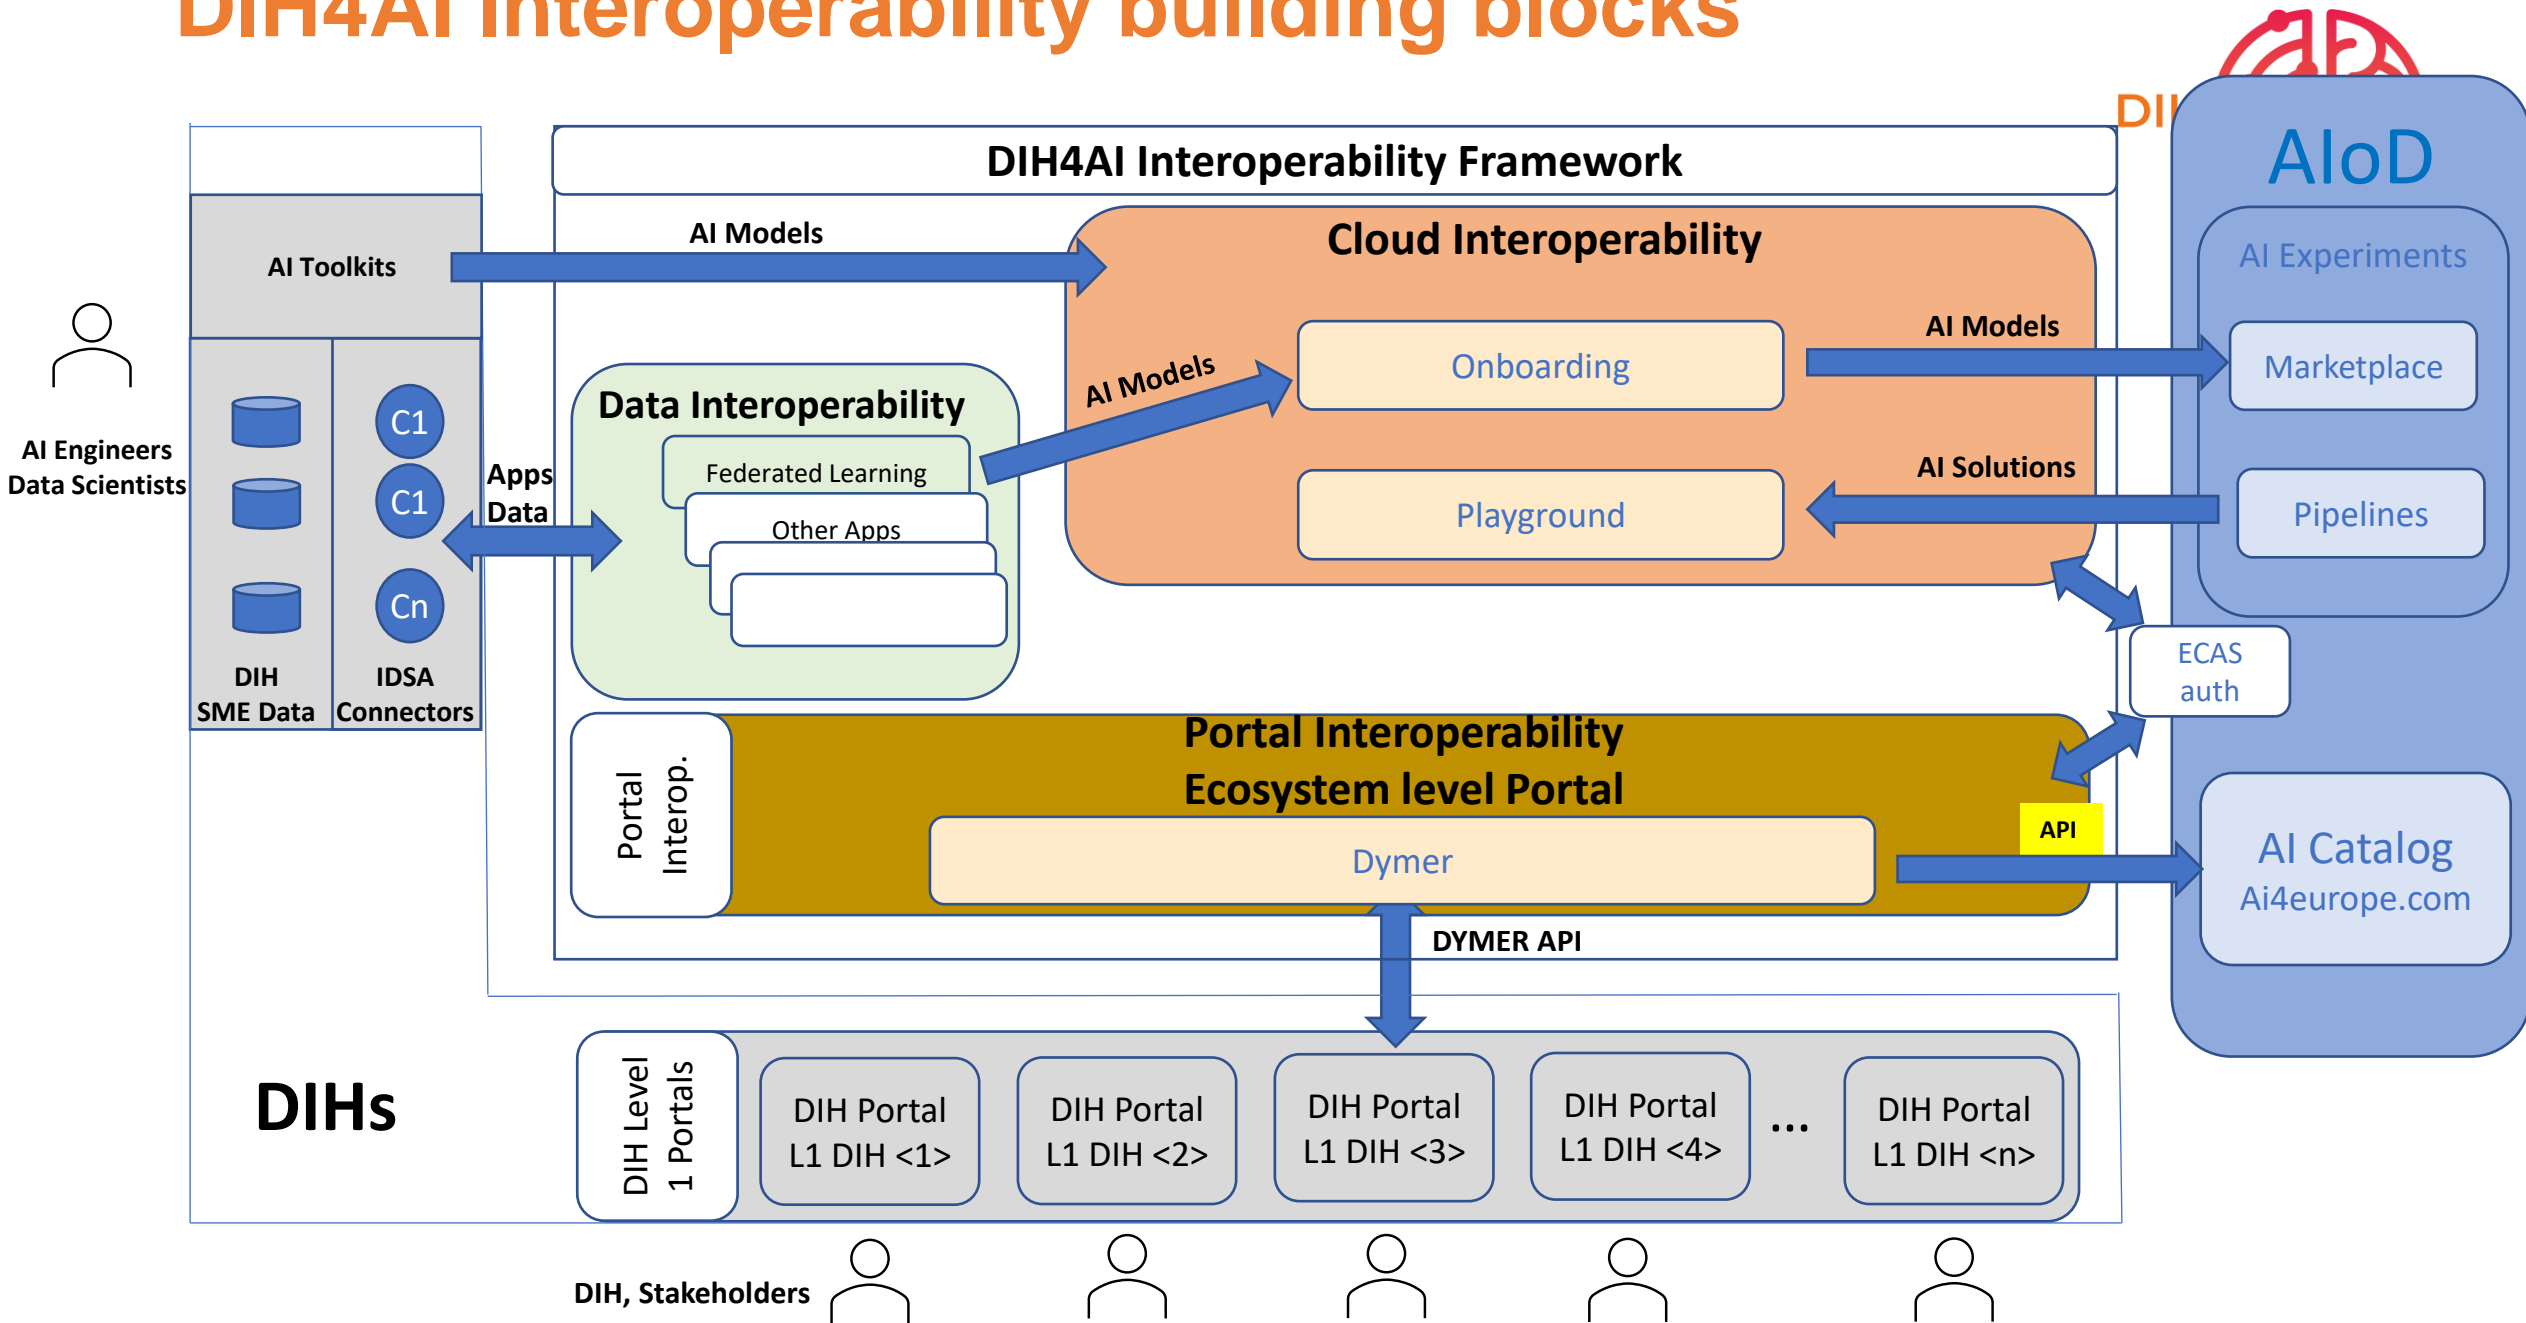 DIH4AI Interoperability building blocks
DI
AIoD
DIH4AI Interoperability Framework
AI Toolkits
AI Models
Cloud Interoperability
AI Experiments
AI Engineers
Data Scientists
C1
C1
Cn
DIH
SME Data
IDSA
Connectors
Apps
Data
Data Interoperability
Federated Learning
Other Apps
AI Models
Onboarding
AI Models
Marketplace
Playground
AI Solutions
Pipelines
ECAS
auth
Portal
Interop.
Portal Interoperability
Ecosystem level Portal
Dymer
API
AI Catalog
Ai4europe.com
DYMER API
DIHs
DIH Level
1 Portals
DIH Portal
L1 DIH <1>
DIH Portal
L1 DIH <2>
DIH Portal
L1 DIH <3>
DIH Portal
L1 DIH <4>
...
DIH Portal
L1 DIH <n>
DIH, Stakeholders